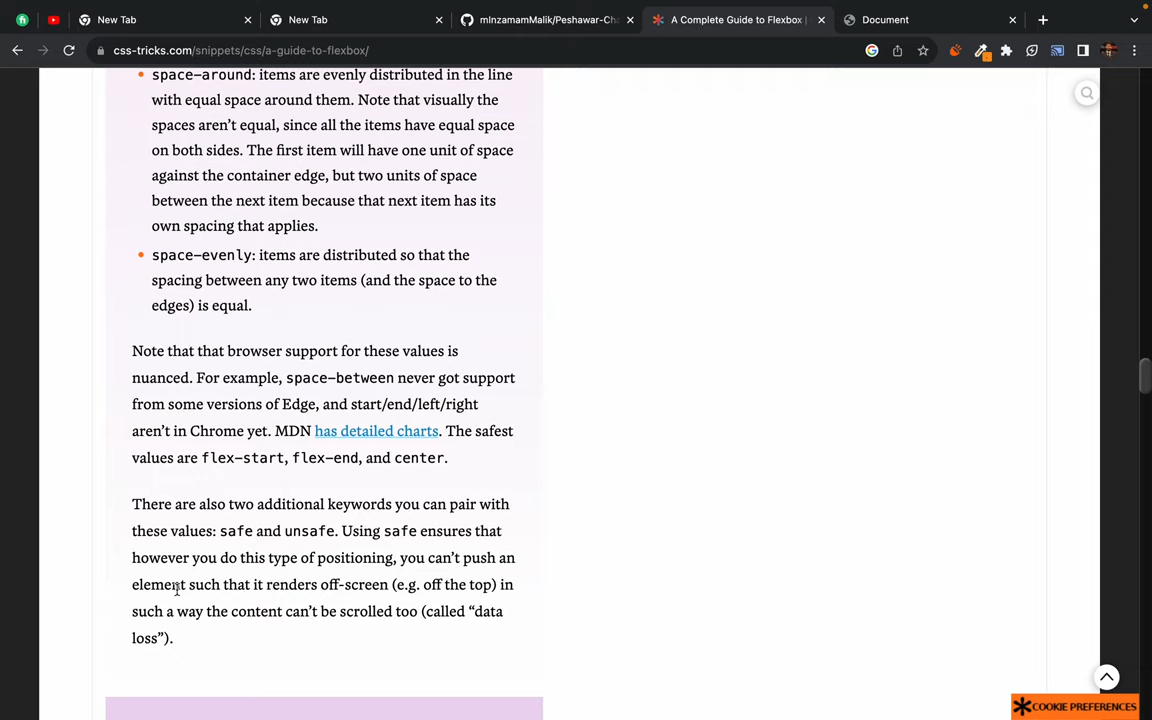 New Tab
New Tab
mInzamamMalik/Peshawar-Cha
A Complete Guide to Flexbox |
Document
css-tricks.com/snippets/css/a-guide-to-flexbox/
space-around: items are evenly distributed in the line
with equal space around them. Note that visually the
spaces aren’t equal, since all the items have equal space
on both sides. The first item will have one unit of space
against the container edge, but two units of space
between the next item because that next item has its
own spacing that applies.
space-evenly: items are distributed so that the
spacing between any two items (and the space to the
edges) is equal.
Note that that browser support for these values is
nuanced. For example, space-between never got support
from some versions of Edge, and start/end/left/right
aren’t in Chrome yet. MDN has detailed charts. The safest
values are flex-start, flex-end, and center.
There are also two additional keywords you can pair with
these values: safe and unsafe. Using safe ensures that
however you do this type of positioning, you can’t push an
element such that it renders off-screen (e.g. off the top) in
such a way the content can’t be scrolled too (called “data
loss”).
COOKIE PREFERENCES